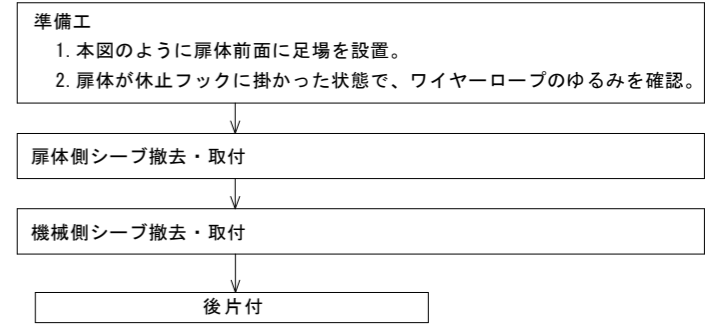 準備工
1. 本図のように扉体前面に足場を設置。
2. 扉体が休止フックに掛かった状態で、ワイヤーロープのゆるみを確認。
扉体側シーブ撤去・取付
機械側シーブ撤去・取付
後片付